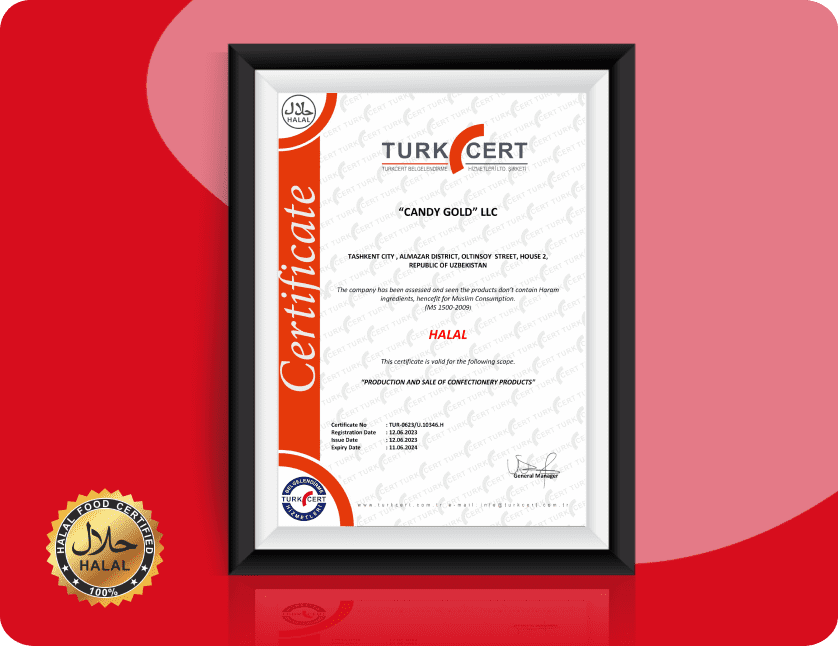 حلال
HALAL
TURK CERT
TURKCERT BELGELENDİRME HİZMETLERİ LTD. ŞİRKETİ
Certificate
“CANDY GOLD” LLC
TASHKENT CITY , ALMAZAR DISTRICT, OLTINSOY STREET, HOUSE 2,
REPUBLIC OF UZBEKISTAN
The company has been assessed and seen the products don’t contain Haram
ingredients, hencefit for Muslim Consumption.
(MS 1500-2009)
HALAL
This certificate is valid for the following scope.
“PRODUCTION AND SALE OF CONFECTIONERY PRODUCTS”
Certificate No : TUR-0623/U.10346.H
Registration Date : 12.06.2023
Issue Date : 12.06.2023
Expiry Date : 11.06.2024
General Manager
BELGELENDİRME
TURK CERT
HİZMETLERİ
www.turkcert.com.tr e-mail info@turkcert.com.tr
HALAL FOOD CERTIFIED
حلال
HALAL
100%